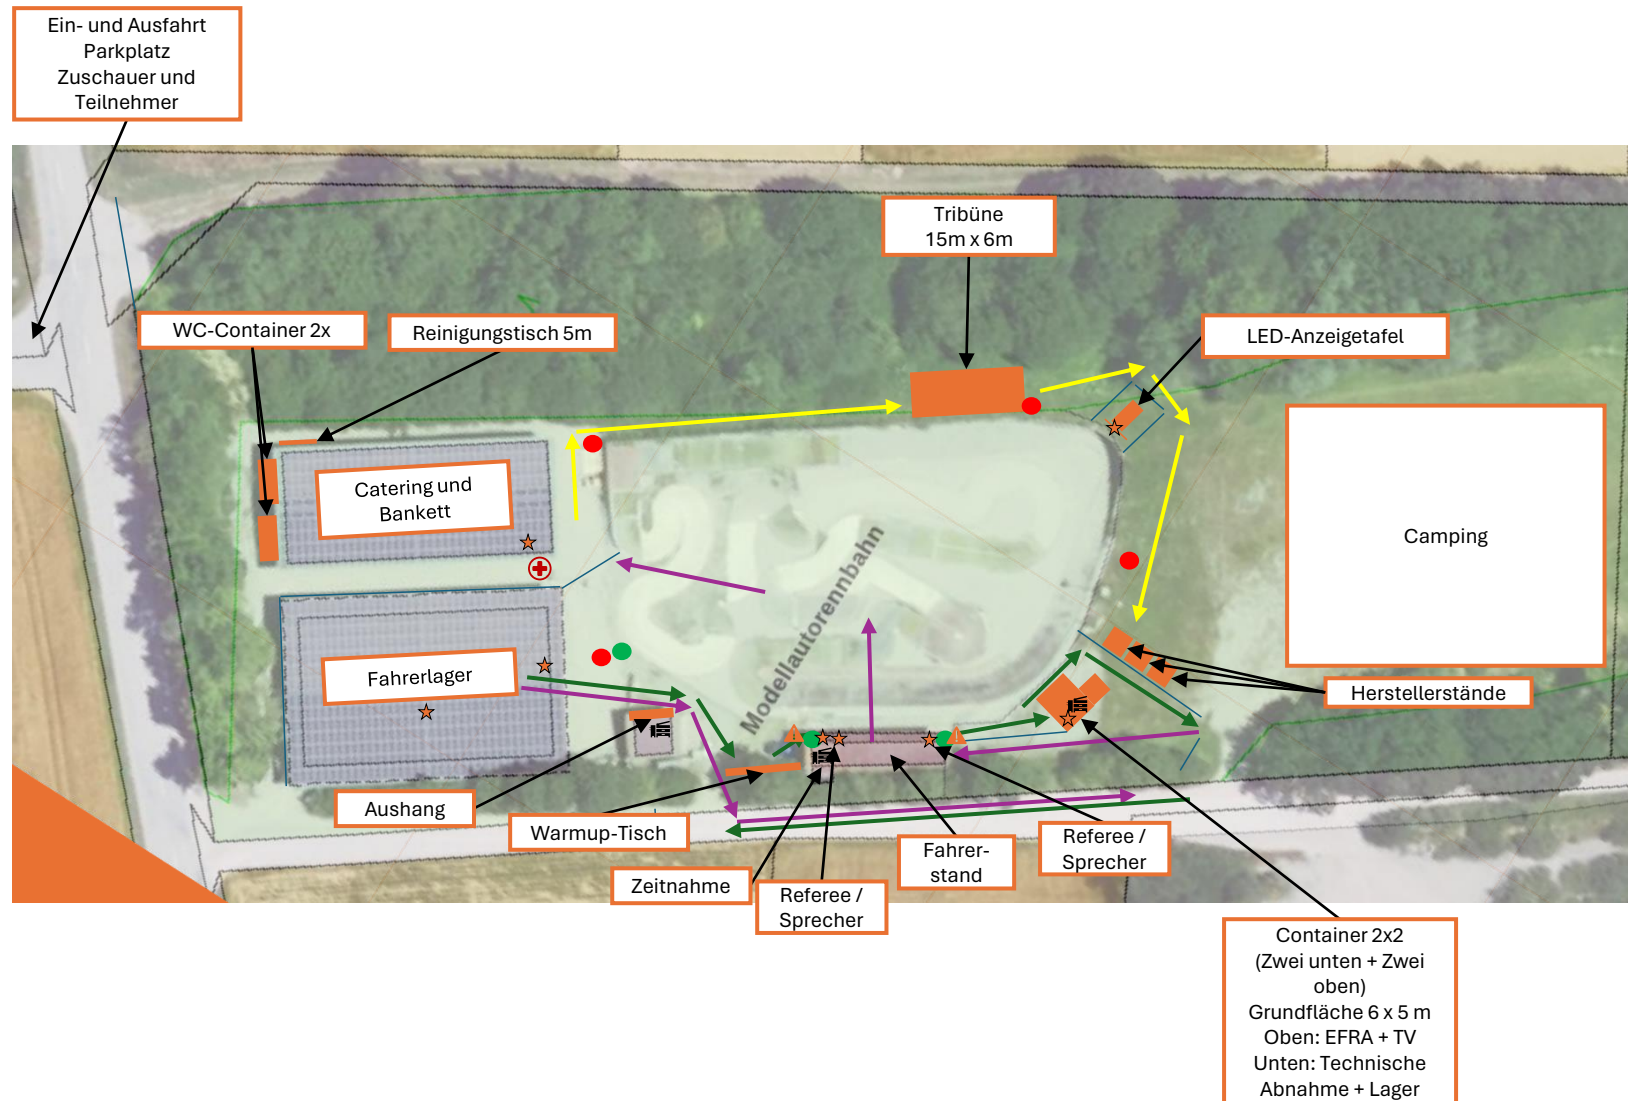 Ein- und Ausfahrt
Parkplatz
Zuschauer und
Teilnehmer
Tribüne
15m x 6m
WC-Container 2x
Reinigungstisch 5m
LED-Anzeigetafel
Catering und
Bankett
Camping
Modellautorennbahn
Fahrerlager
Herstellerstände
Aushang
Warmup-Tisch
Zeitnahme
Referee /
Sprecher
Fahrer-
stand
Referee /
Sprecher
Container 2x2
(Zwei unten + Zwei
oben)
Grundfläche 6 x 5 m
Oben: EFRA + TV
Unten: Technische
Abnahme + Lager